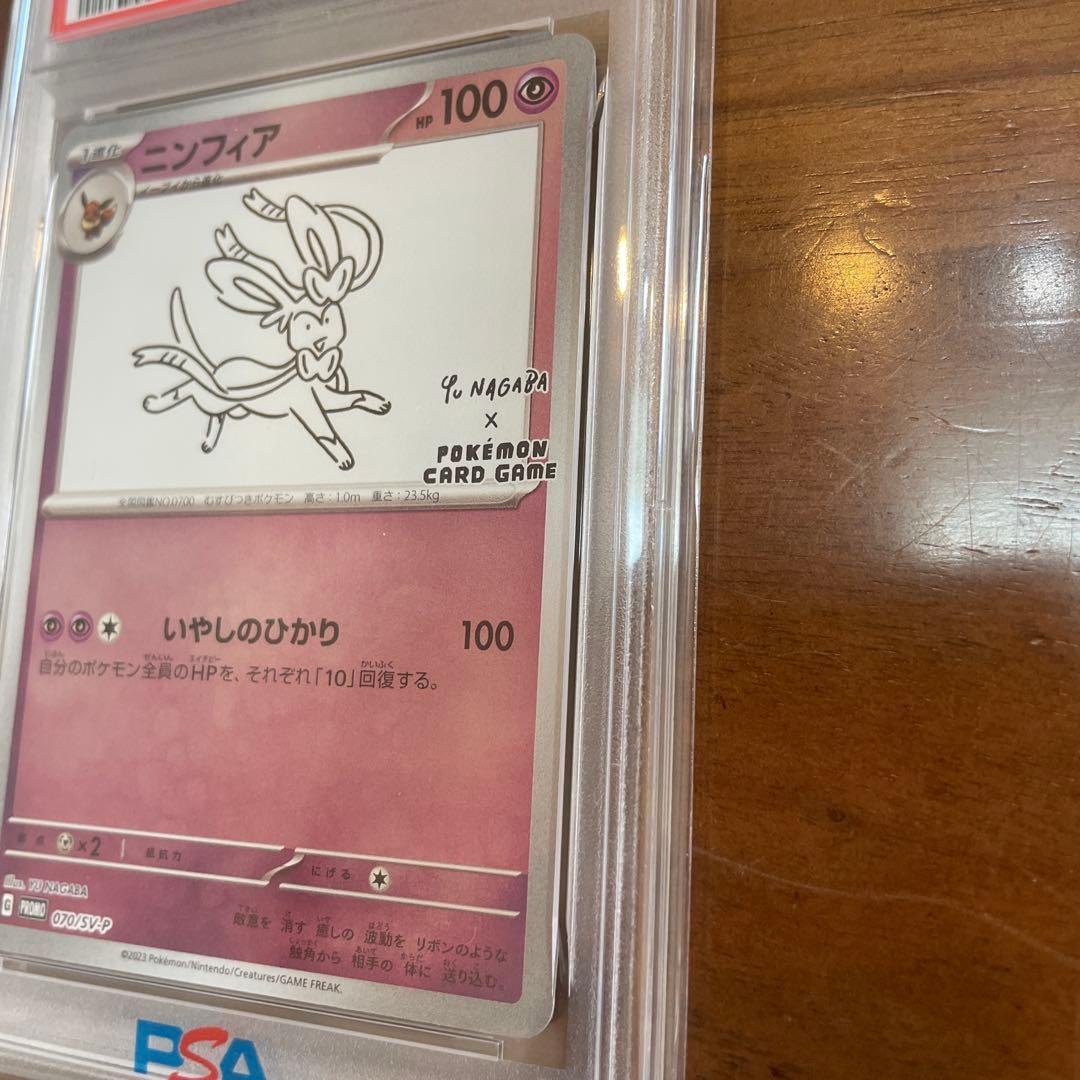 1進化
ニンフィア
HP 100
イーブイから進化
Yu NAGABA
×
POKÉMON
CARD GAME
全国図鑑NO.0700 むすびつきポケモン 高さ:1.0m 重さ:23.5kg
いやしのひかり 100
自分のポケモン全員のHPを、それぞれ「10」回復する。
弱点 ×2 抵抗力
にげる
illus. YU NAGABA
G PROMO 070/SV-P
敵意を 消す 癒しの 波動を リボンのような
触角から 相手の 体に 送り込む。
©2023 Pokémon/Nintendo/Creatures/GAME FREAK.
PSA